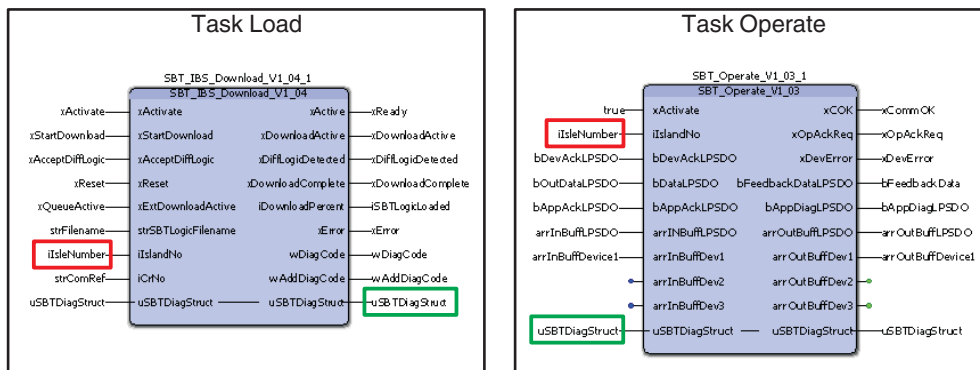 Task Load
SBT_IBS_Download_V1_04_1
SBT_IBS_Download_V1_04
xActivate xActivate xActive xReady
xStartDownload xStartDownload xDownloadActive xDownloadActive
xAcceptDiffLogic xAcceptDiffLogic xDiffLogicDetected xDiffLogicDetected
xReset xReset xDownloadComplete xDownloadComplete
xQueueActive xExtDownloadActive iDownloadPercent iSBTLogicLoaded
strFilename strSBTLogicFilename xError xError
iIsleNumber iIslandNo wDiagCode wDiagCode
strComRef iCrNo wAddDiagCode wAddDiagCode
uSBTDiagStruct uSBTDiagStruct uSBTDiagStruct uSBTDiagStruct
Task Operate
SBT_Operate_V1_03_1
SBT_Operate_V1_03
true xActivate xCOK xCommOK
iIsleNumber iIslandNo xOpAckReq xOpAckReq
bDevAckLPSDO bDevAckLPSDO xDevError xDevError
bOutDataLPSDO bDataLPSDO bFeedbackDataLPSDO bFeedbackData
bAppAckLPSDO bAppAckLPSDO bAppDiagLPSDO bAppDiagLPSDO
arrInBuffLPSDO arrINBuffLPSDO arrOutBuffLPSDO arrOutBuffLPSDO
arrInBuffDevice1 arrInBuffDev1 arrOutBuffDev1 arrOutBuffDevice1
arrInBuffDev2 arrOutBuffDev2
arrInBuffDev3 arrOutBuffDev3
uSBTDiagStruct uSBTDiagStruct uSBTDiagStruct uSBTDiagStruct